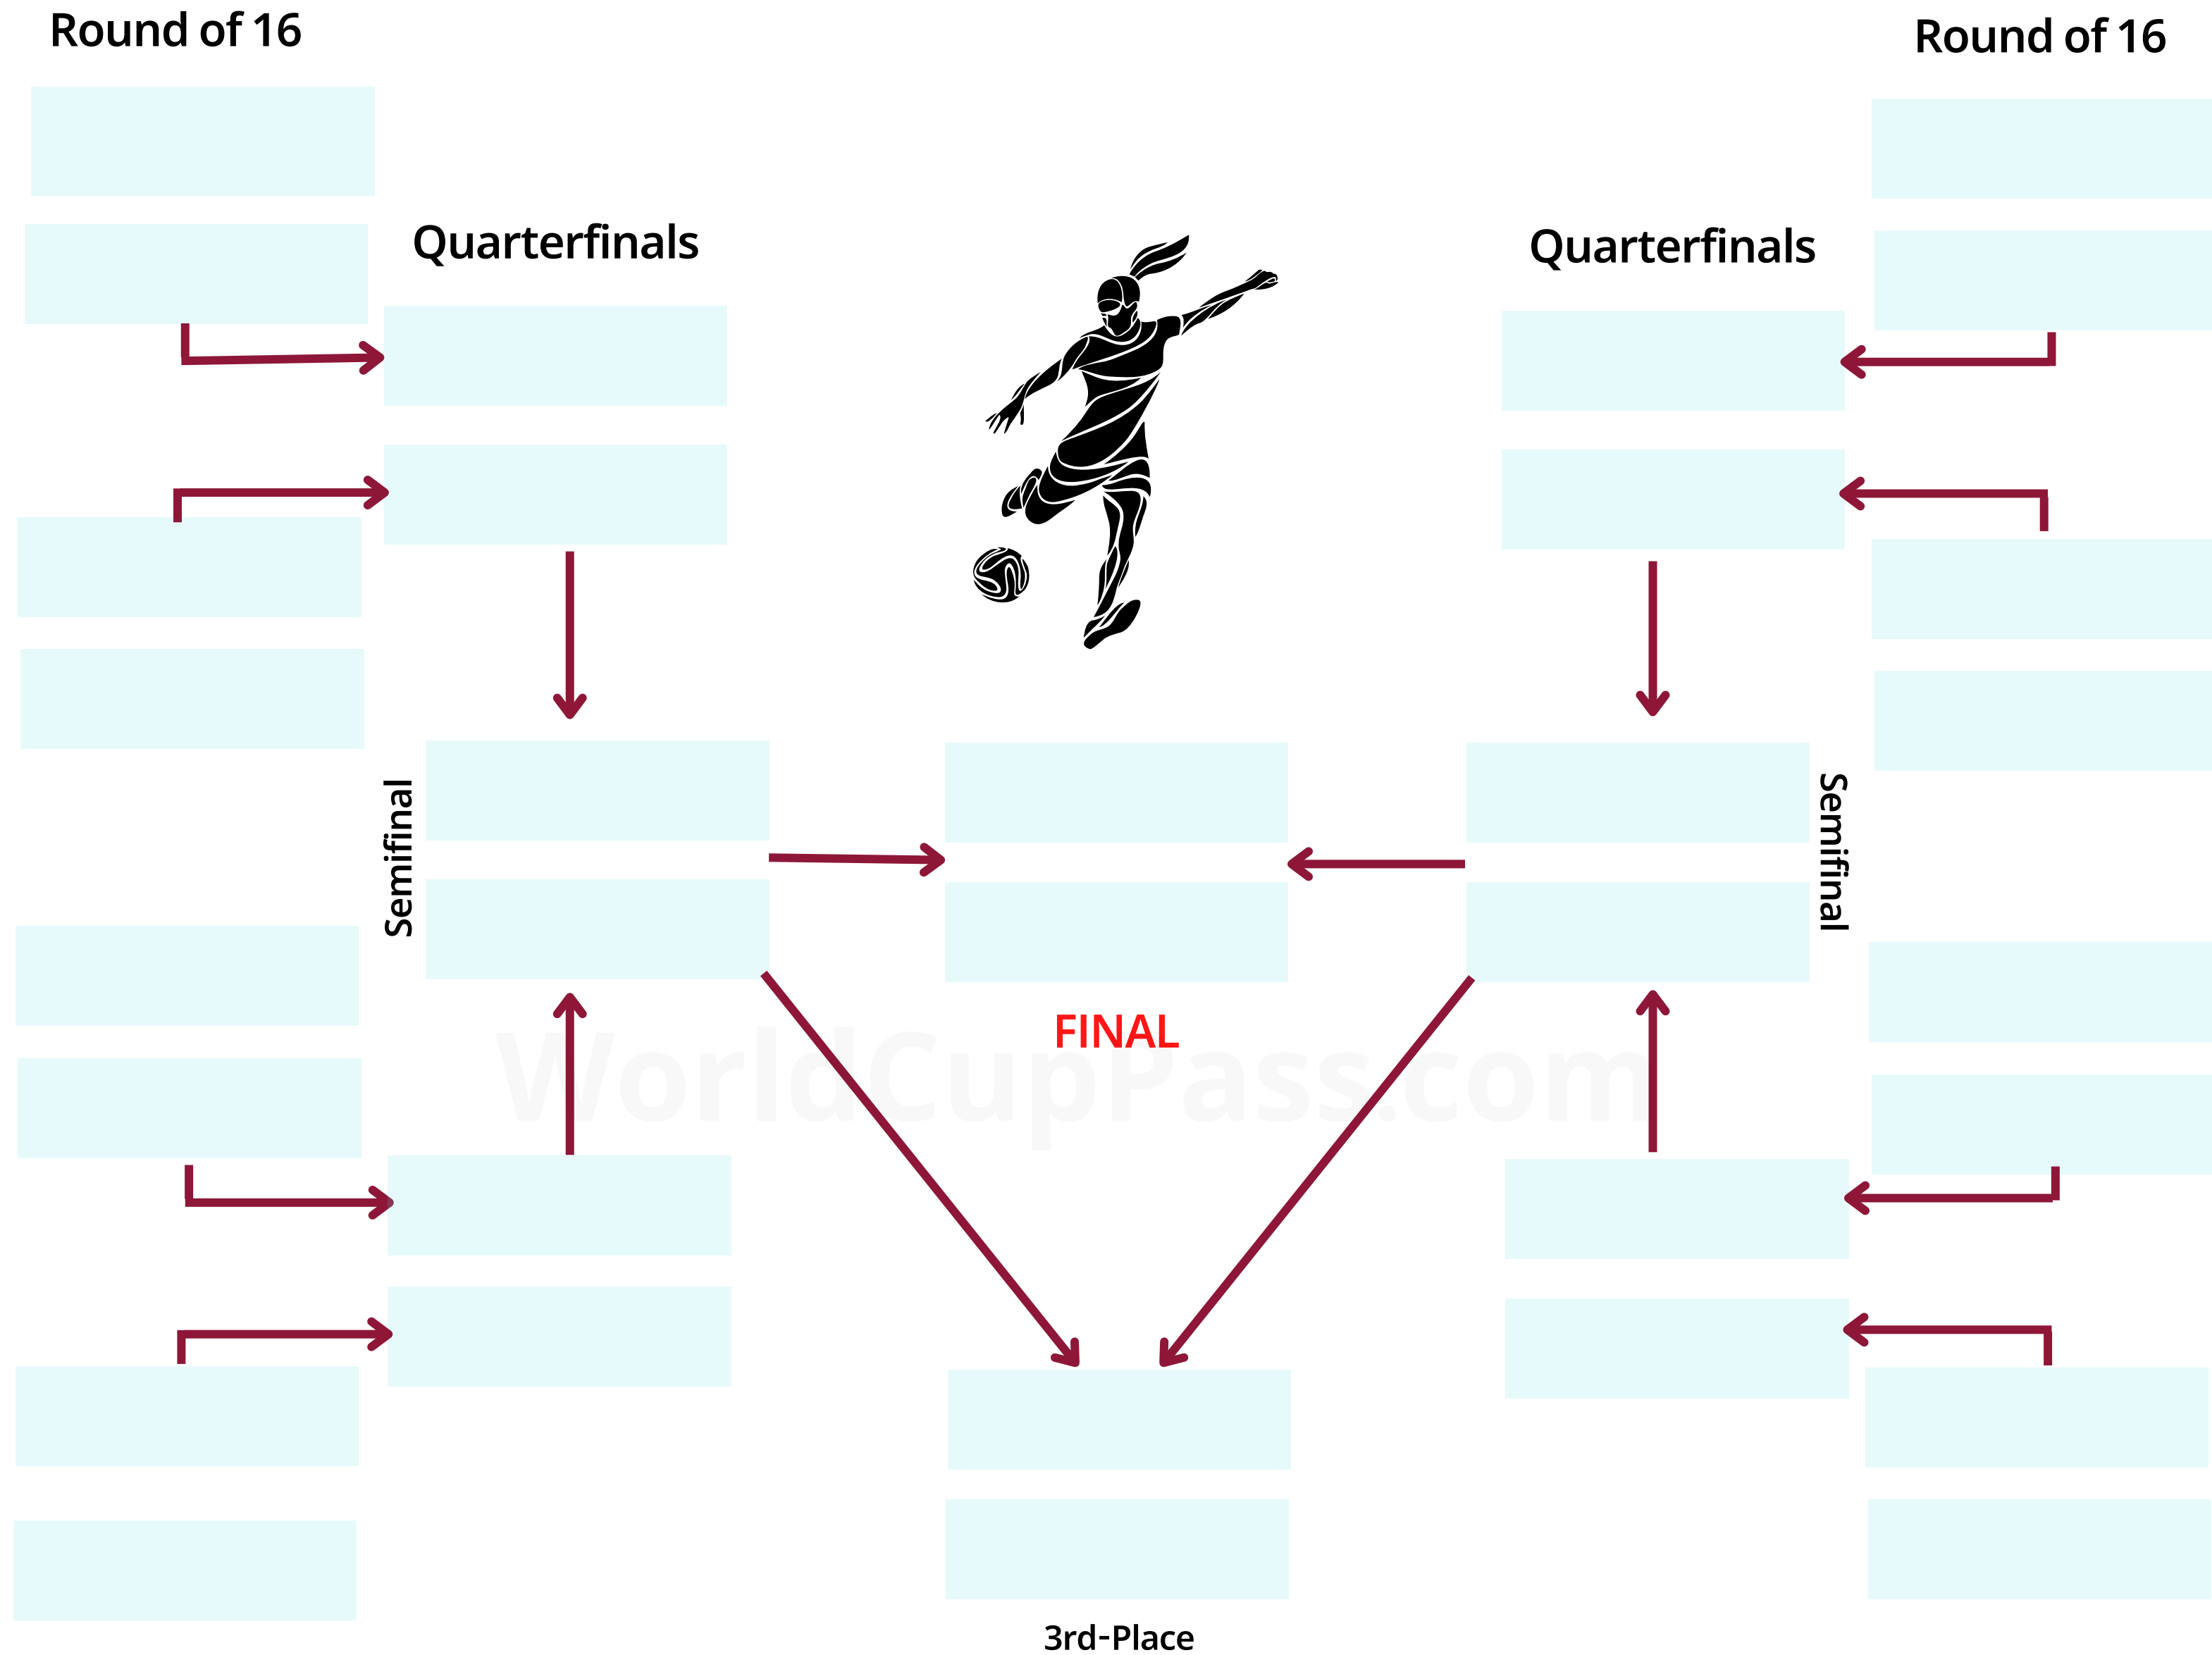 Round of 16
Round of 16
Quarterfinals
Quarterfinals
Semifinal
Semifinal
FINAL
WorldCupPass.com
3rd-Place